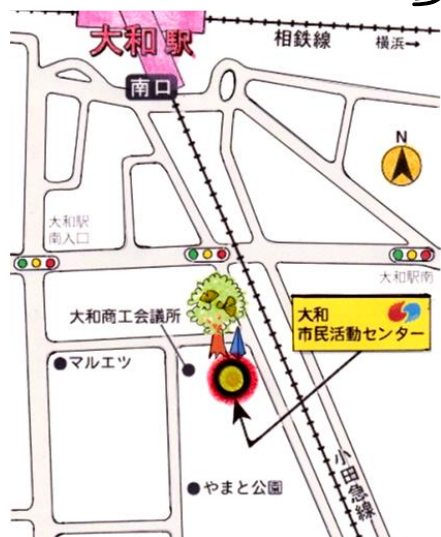 大和駅
相鉄線
横浜→
南口
N
大和駅
南入口
大和駅南
大和商工会議所
大和
市民活動センター
●マルエツ
●やまと公園
小田急線